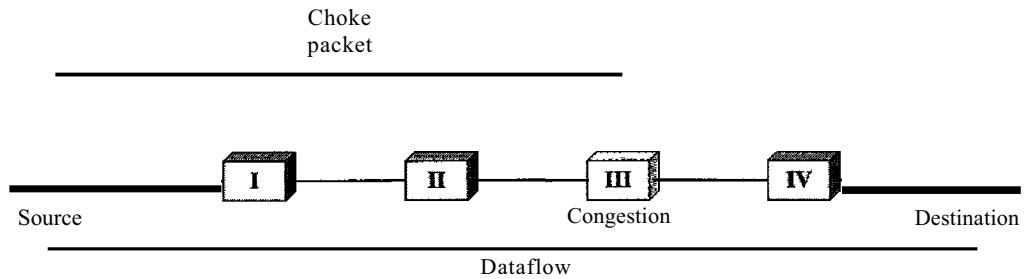 Choke
packet
I
II
III
IV
Source
Congestion
Destination
Dataflow